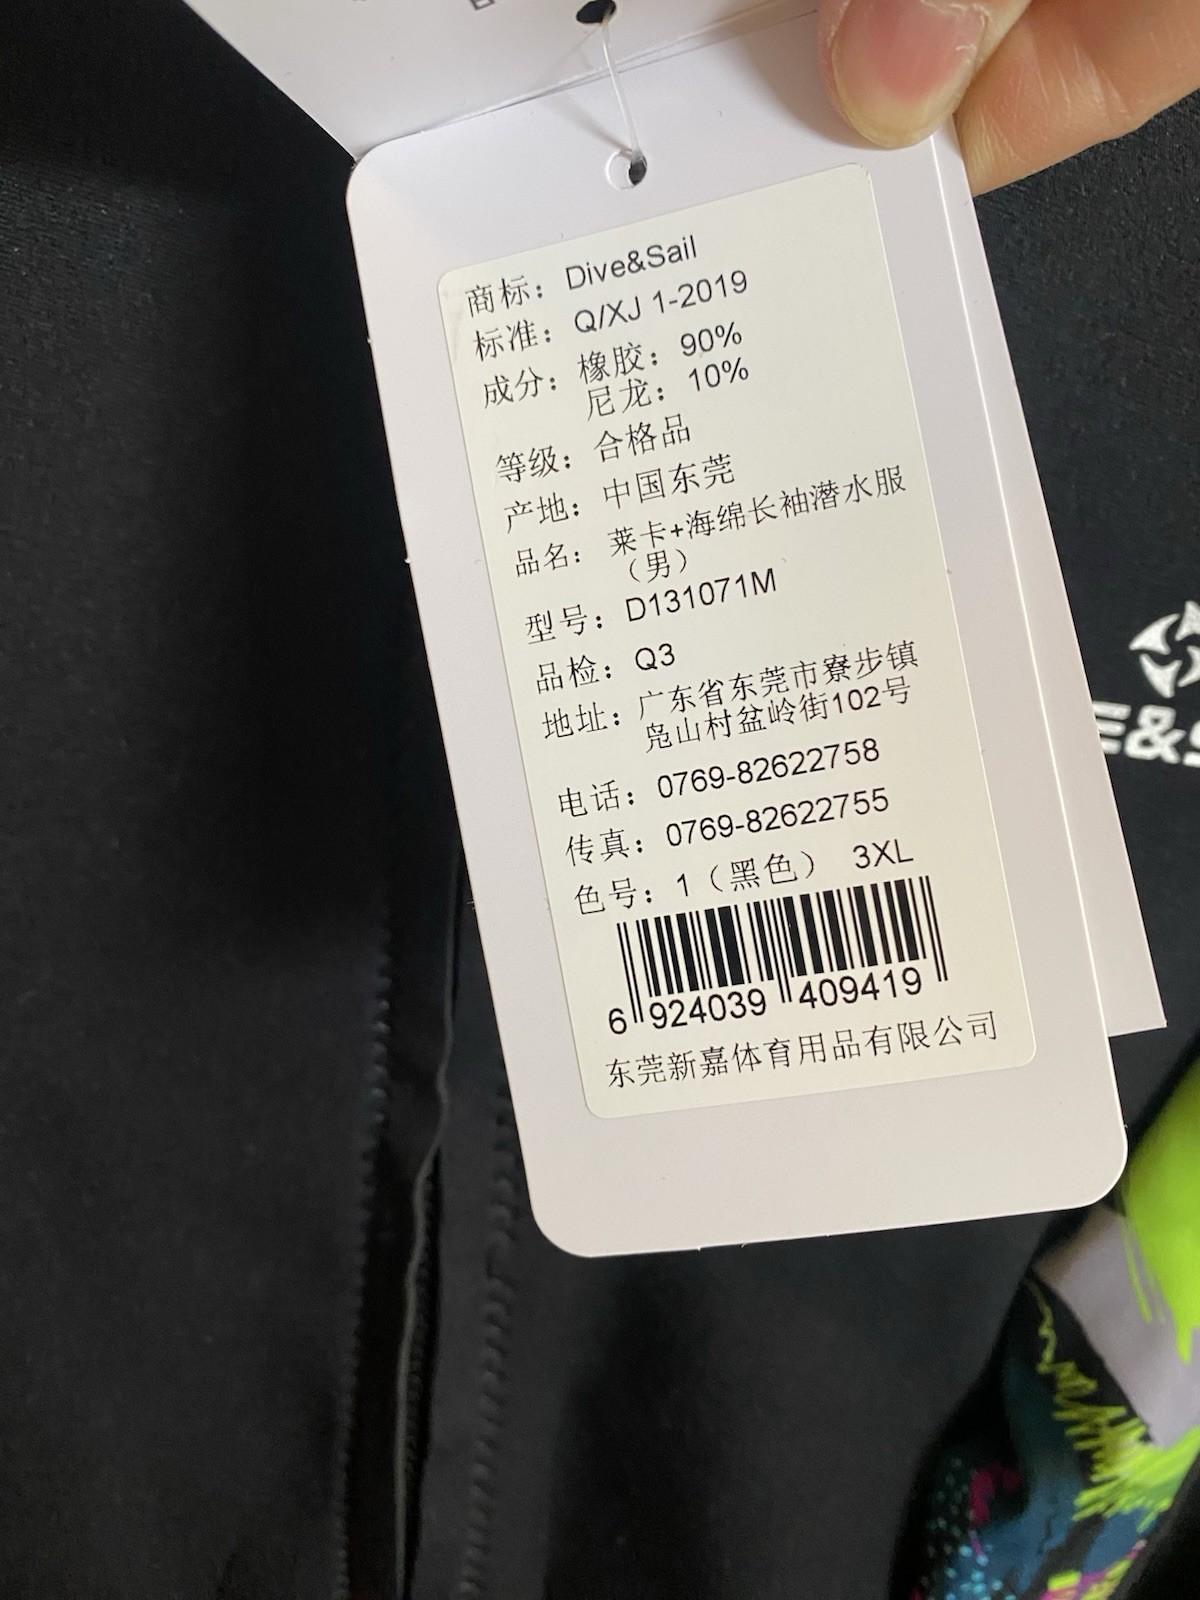 商标： Dive&Sail
标准： Q/XJ 1-2019
成分： 橡胶： 90%
尼龙： 10%
等级： 合格品
产地： 中国东莞
品名： 莱卡+海绵长袖潜水服
（男）
型号： D131071M
品检： Q3
地址： 广东省东莞市寮步镇
凫山村盆岭街102号
电话： 0769-82622758
传真： 0769-82622755
色号： 1（黑色） 3XL
6 924039 409419
东莞新嘉体育用品有限公司
E&S